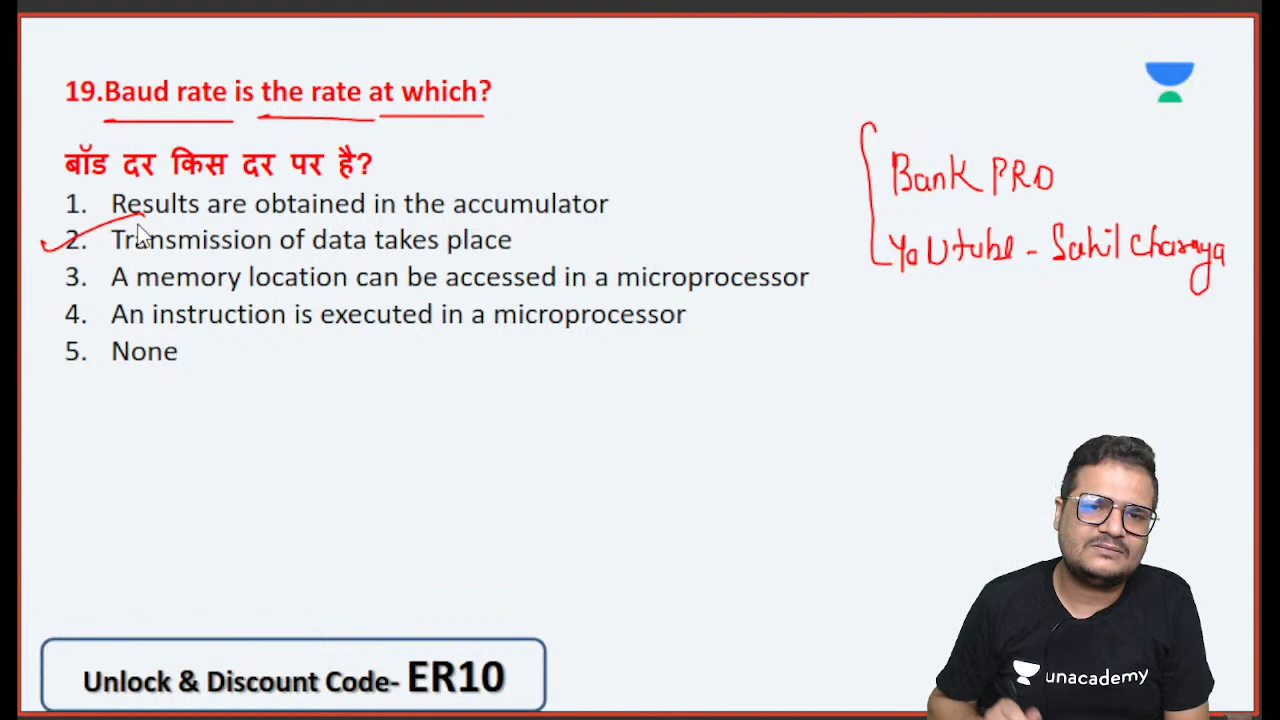 19.Baud rate is the rate at which?
बॉड दर किस दर पर है?
1. Results are obtained in the accumulator
2. Transmission of data takes place
3. A memory location can be accessed in a microprocessor
4. An instruction is executed in a microprocessor
5. None
Bank PRO
YouTube - Sahil Charaya
unacademy
Unlock & Discount Code- ER10